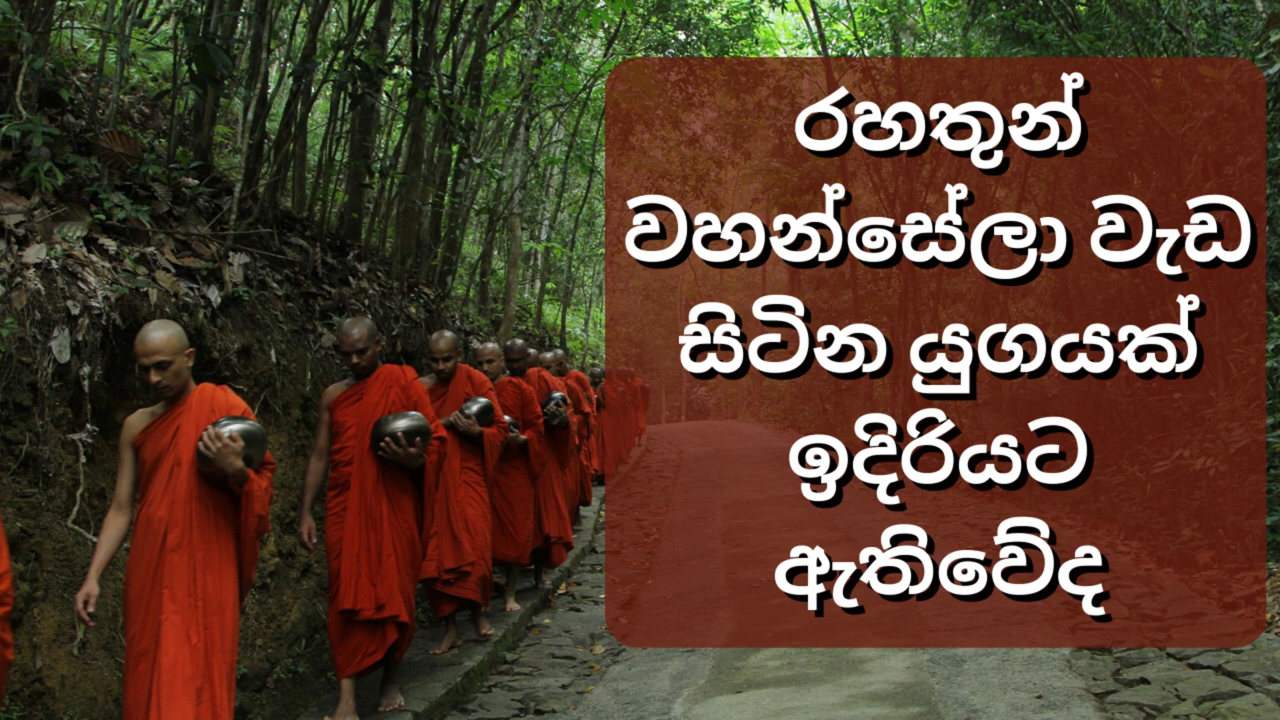 රහතුන්
වහන්සේලා වැඩ
සිටින යුගයක්
ඉදිරියට
ඇතිවේද